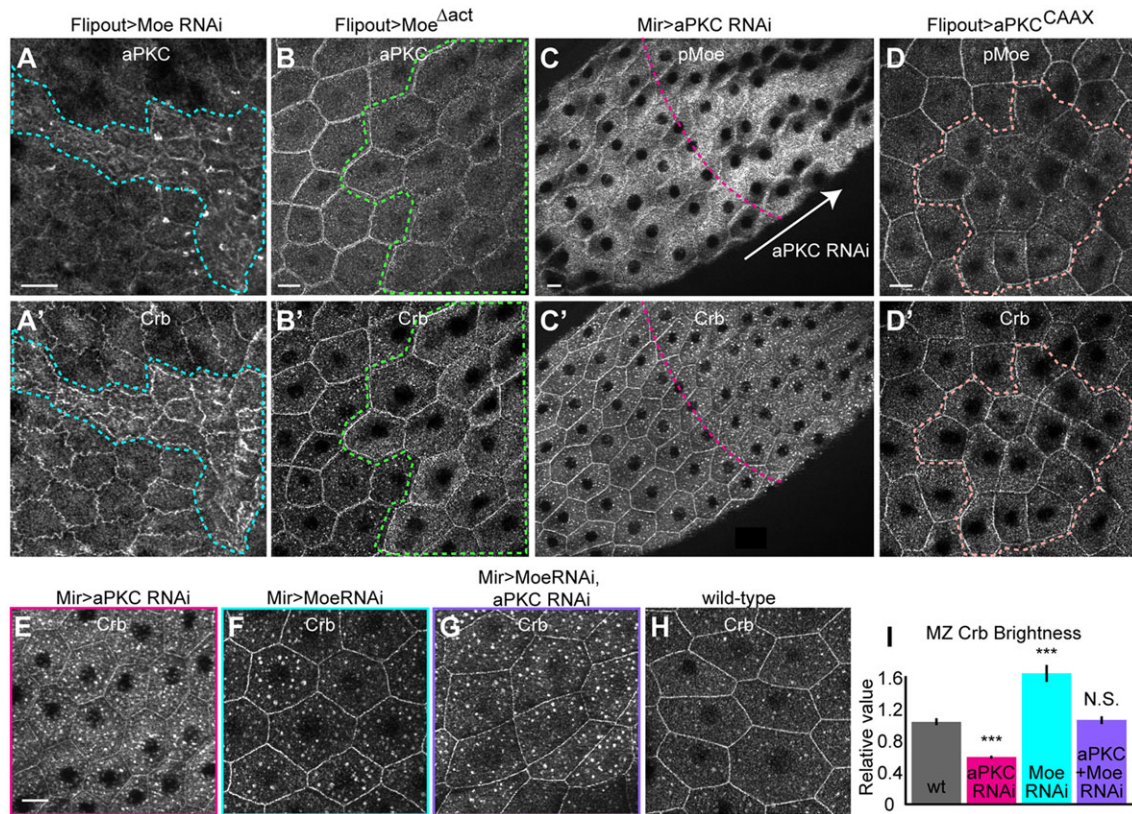 Flipout>Moe RNAi
Flipout>Moe^Δact
Mir>aPKC RNAi
Flipout>aPKC^CAAX
A
aPKC
B
aPKC
C
pMoe
aPKC RNAi
D
pMoe
A’
Crb
B’
Crb
C’
Crb
D’
Crb
Mir>aPKC RNAi
Mir>MoeRNAi
Mir>MoeRNAi,
aPKC RNAi
wild-type
E
Crb
F
Crb
G
Crb
H
Crb
I
MZ Crb Brightness
Relative value
1.6
1.2
0.8
0.4
0
wt
***
aPKC
RNAi
***
Moe
RNAi
N.S.
aPKC
+Moe
RNAi